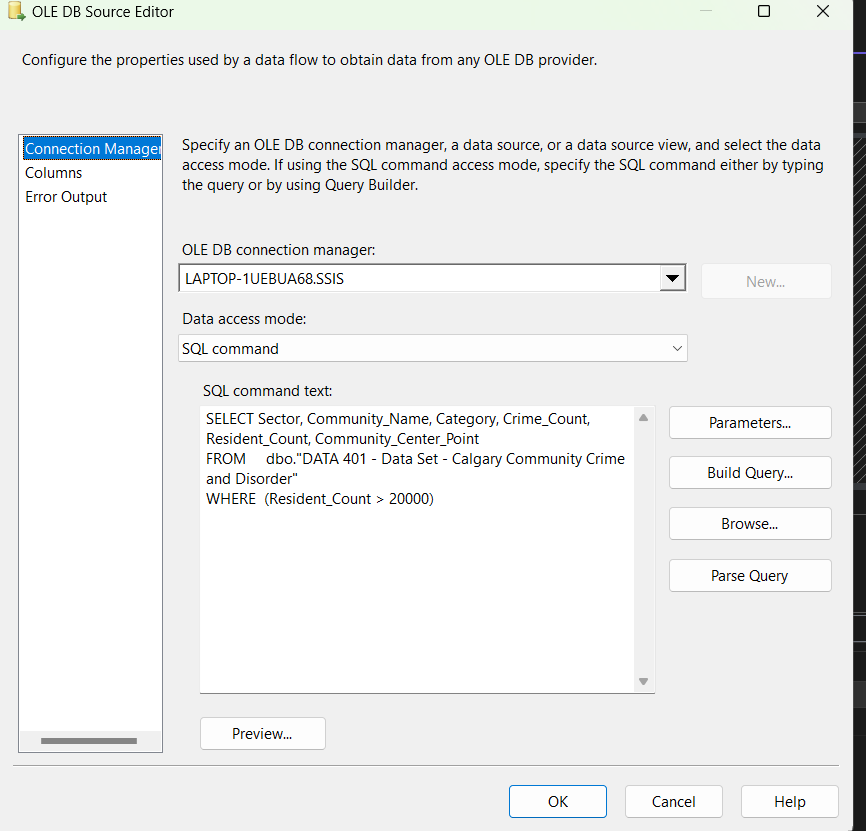 OLE DB Source Editor
Configure the properties used by a data flow to obtain data from any OLE DB provider.
Connection Manager
Columns
Error Output
Specify an OLE DB connection manager, a data source, or a data source view, and select the data
access mode. If using the SQL command access mode, specify the SQL command either by typing
the query or by using Query Builder.
OLE DB connection manager:
LAPTOP-1UEBUA68.SSIS
New...
Data access mode:
SQL command
SQL command text:
SELECT Sector, Community_Name, Category, Crime_Count,
Resident_Count, Community_Center_Point
FROM     dbo."DATA 401 - Data Set - Calgary Community Crime
and Disorder"
WHERE  (Resident_Count > 20000)
Parameters...
Build Query...
Browse...
Parse Query
Preview...
OK
Cancel
Help